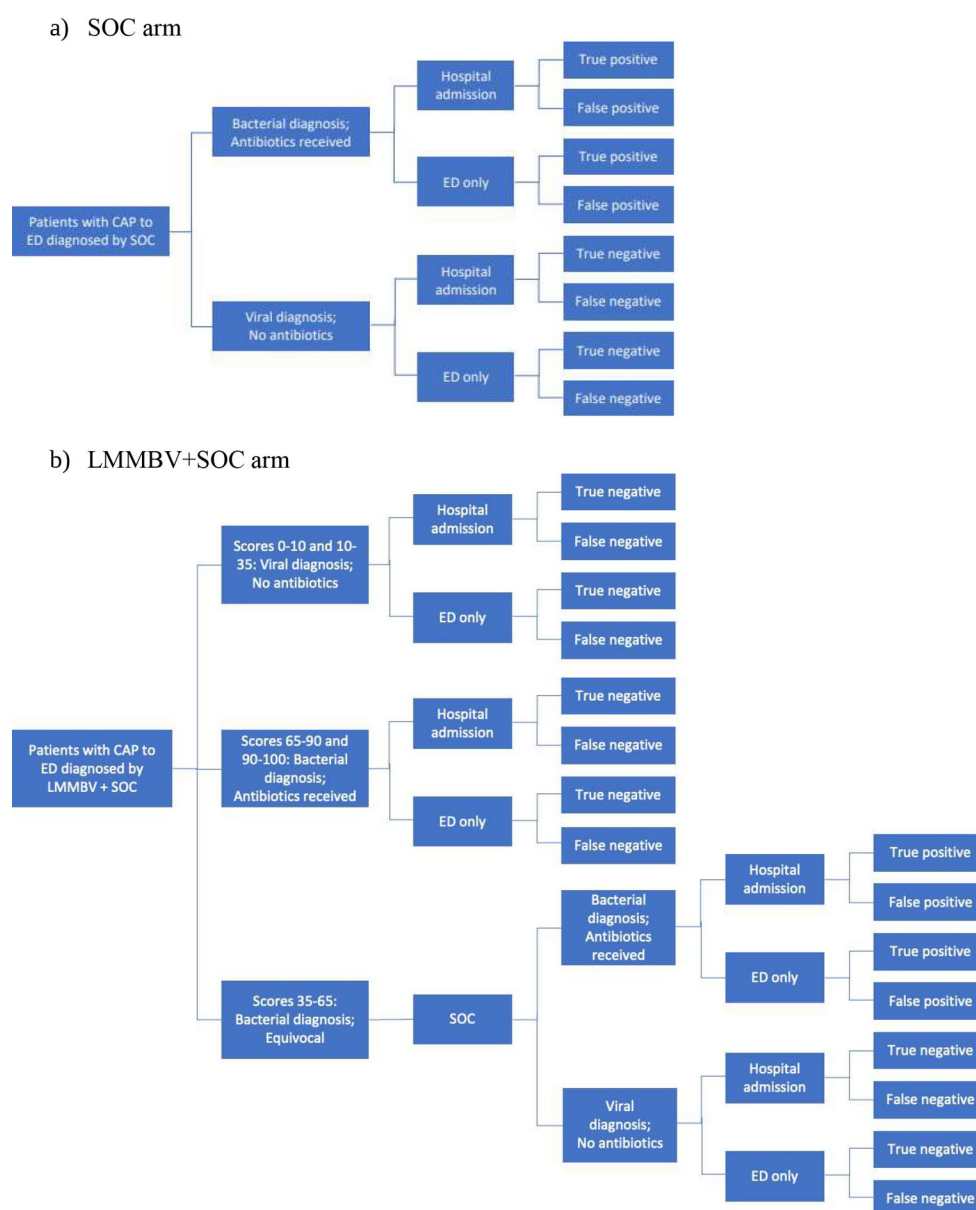 a) SOC arm
Patients with CAP to
ED diagnosed by SOC
Bacterial diagnosis;
Antibiotics received
Hospital
admission
True positive
False positive
ED only
True positive
False positive
Viral diagnosis;
No antibiotics
Hospital
admission
True negative
False negative
ED only
True negative
False negative
b) LMMBV+SOC arm
Patients with CAP to
ED diagnosed by
LMMBV + SOC
Scores 0-10 and 10-
35: Viral diagnosis;
No antibiotics
Hospital
admission
True negative
False negative
ED only
True negative
False negative
Scores 65-90 and
90-100: Bacterial
diagnosis;
Antibiotics received
Hospital
admission
True negative
False negative
ED only
True negative
False negative
Scores 35-65:
Bacterial diagnosis;
Equivocal
SOC
Bacterial
diagnosis;
Antibiotics
received
Hospital
admission
True positive
False positive
ED only
True positive
False positive
Viral
diagnosis;
No antibiotics
Hospital
admission
True negative
False negative
ED only
True negative
False negative